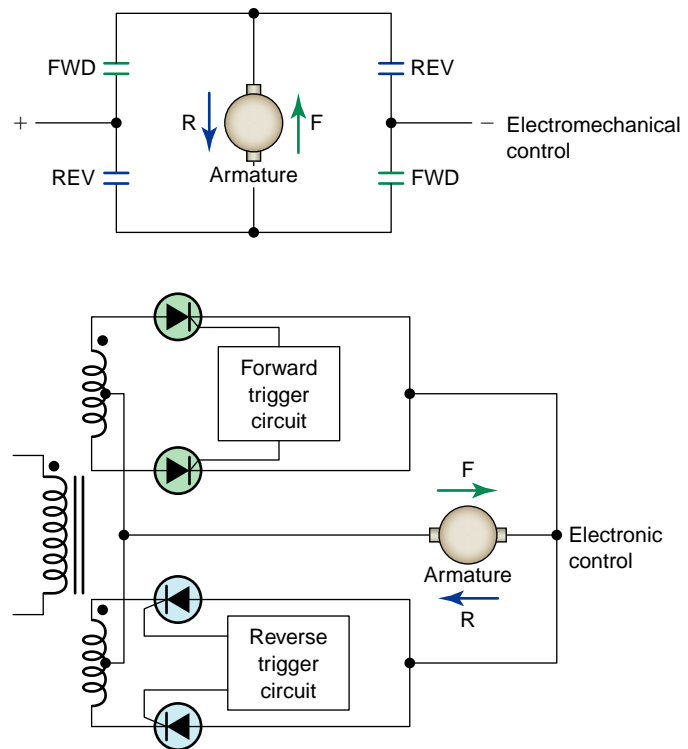 FWD
REV
+
R
F
−
Electromechanical
control
REV
Armature
FWD
Forward
trigger
circuit
F
Electronic
control
Armature
R
Reverse
trigger
circuit